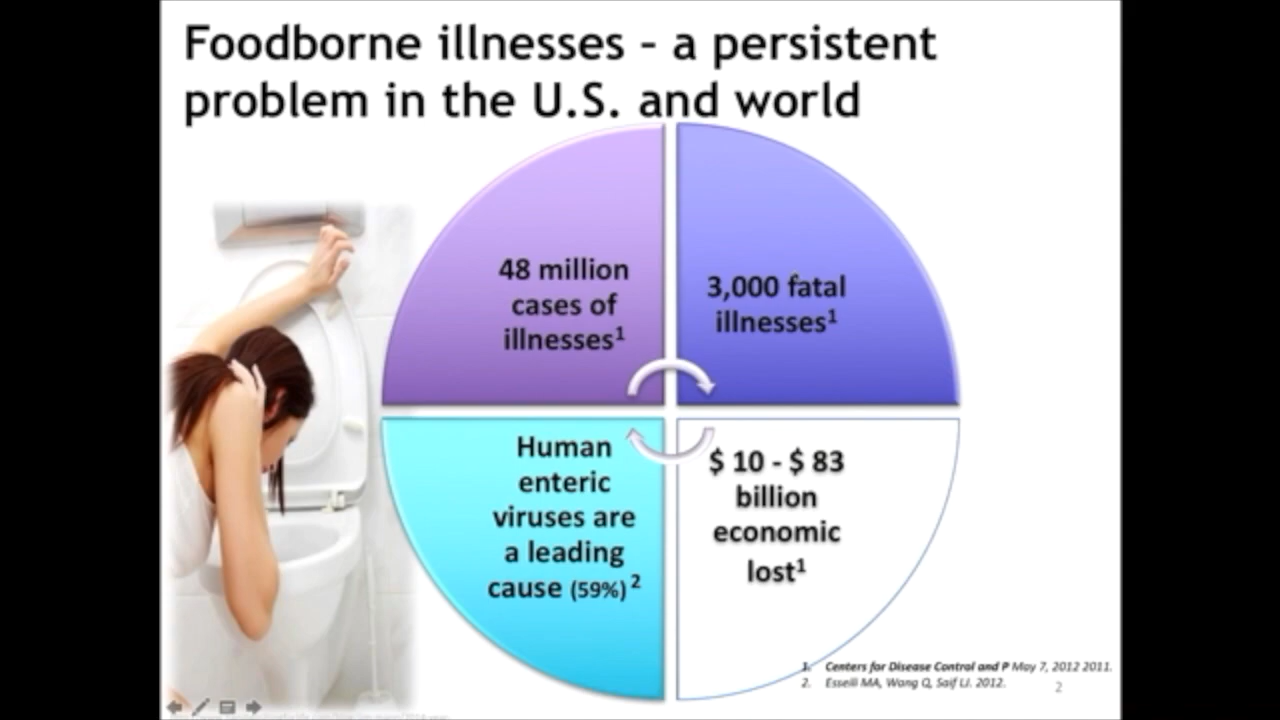 Foodborne illnesses – a persistent
problem in the U.S. and world
48 million
cases of
illnesses1
3,000 fatal
illnesses1
Human
enteric
viruses are
a leading
cause (59%) 2
$ 10 - $ 83
billion
economic
lost1
1. Centers for Disease Control and P May 7, 2012 2011.
2. Esseili MA, Wang Q, Saif LJ. 2012.
2